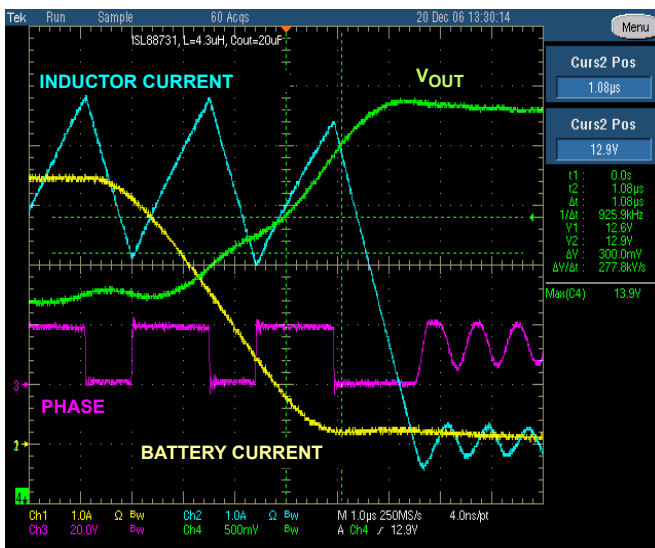 Tek Run Sample 60 Acqs 20 Dec 06 13:30:14
Menu
ISL88731, L=4.3uH, Cout=20uF
INDUCTOR CURRENT
VOUT
Curs2 Pos
1.08µs
Curs2 Pos
12.9V
t1: 0.0s
t2: 1.08µs
Δt: 1.08µs
1/Δt: 925.9kHz
V1: 12.6V
V2: 12.9V
ΔV: 300.0mV
ΔV/Δt: 277.8kV/s
Max(C4) 13.9V
3
PHASE
1
BATTERY CURRENT
4
Ch1 1.0A Ω Bw Ch2 1.0A Ω Bw M 1.0µs 250MS/s 4.0ns/pt
Ch3 20.0V Bw Ch4 500mV Bw A Ch4 12.9V